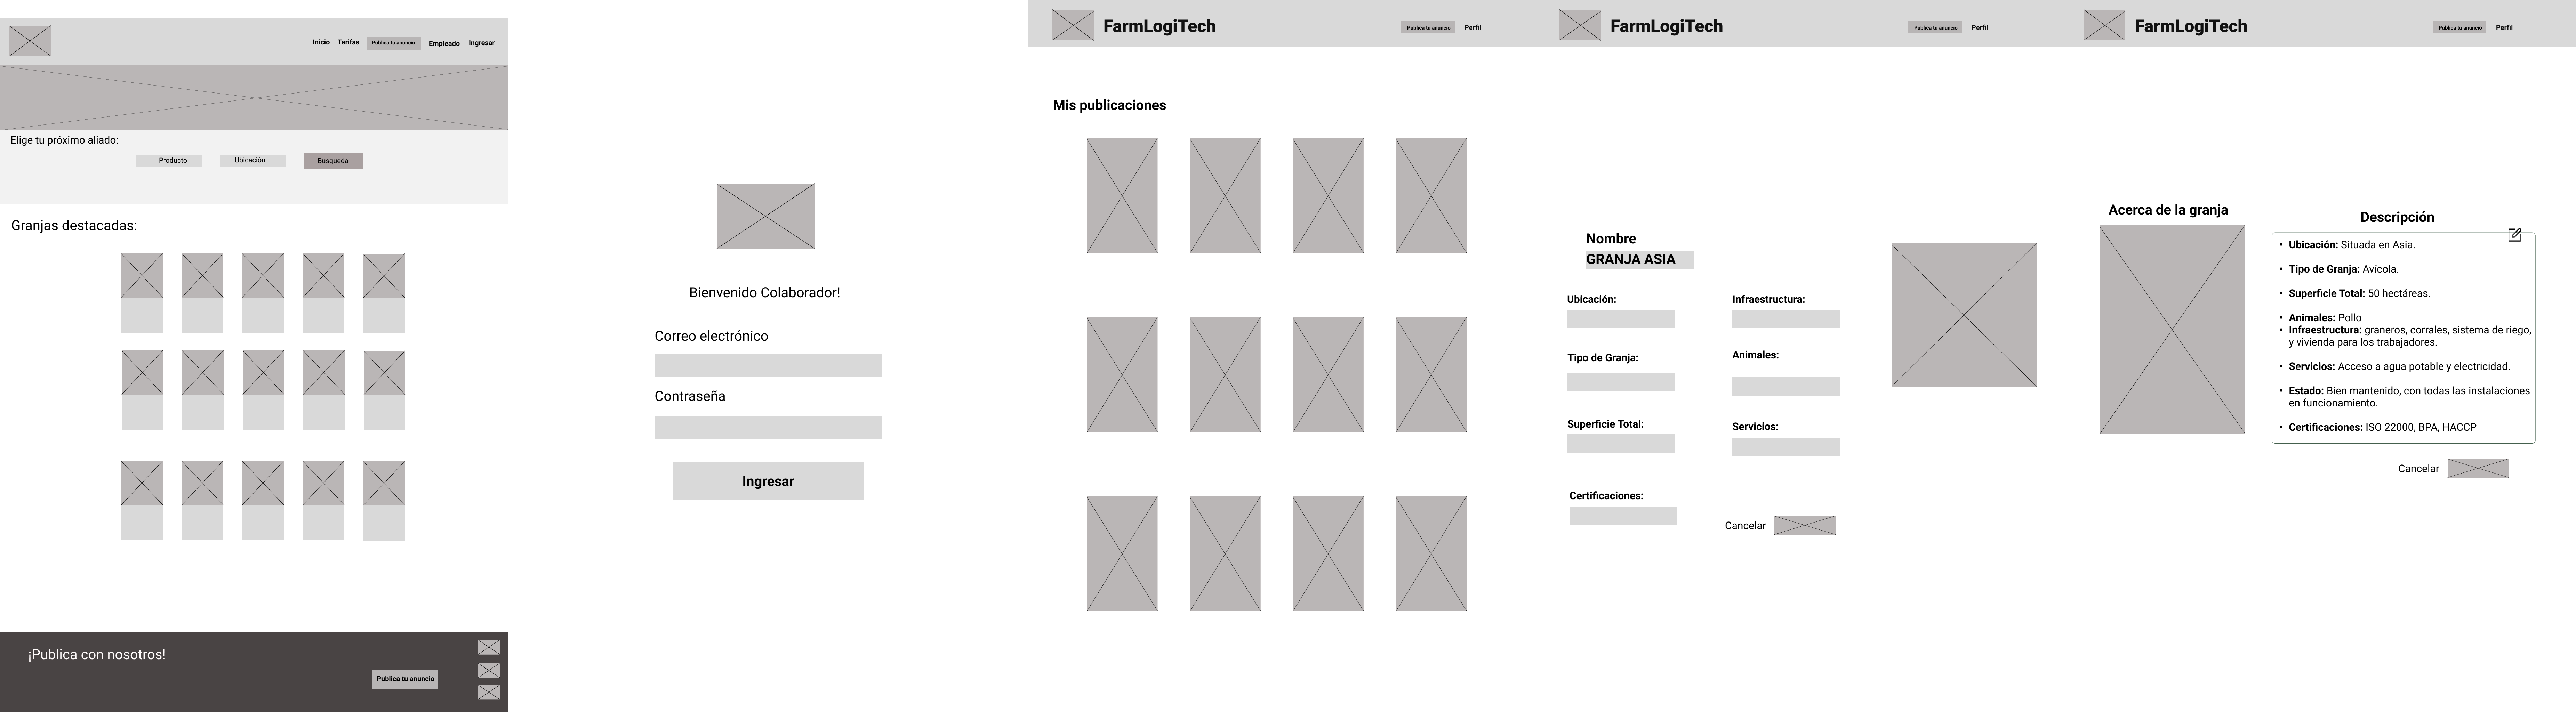 Inicio Tarifas Publica tu anuncio Empleado Ingresar
Elige tu próximo aliado:
Producto Ubicación Busqueda
Granjas destacadas:
¡Publica con nosotros!
Publica tu anuncio
Bienvenido Colaborador!
Correo electrónico
Contraseña
Ingresar
FarmLogiTech Publica tu anuncio Perfil
Mis publicaciones
FarmLogiTech Publica tu anuncio Perfil
Nombre
GRANJA ASIA
Ubicación: Infraestructura:
Tipo de Granja: Animales:
Superficie Total: Servicios:
Certificaciones:
Cancelar
FarmLogiTech Publica tu anuncio Perfil
Acerca de la granja
Descripción
• Ubicación: Situada en Asia.
• Tipo de Granja: Avícola.
• Superficie Total: 50 hectáreas.
• Animales: Pollo
• Infraestructura: graneros, corrales, sistema de riego,
y vivienda para los trabajadores.
• Servicios: Acceso a agua potable y electricidad.
• Estado: Bien mantenido, con todas las instalaciones
en funcionamiento.
• Certificaciones: ISO 22000, BPA, HACCP
Cancelar